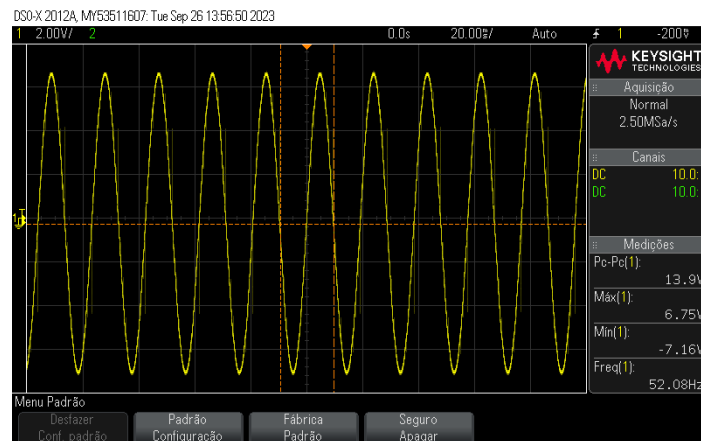 DSO-X 2012A, MY53511607: Tue Sep 26 13:56:50 2023
1 2.00V/ 2 0.0s 20.00%/ Auto 1 -200%
KEYSIGHT
TECHNOLOGIES
Aquisição
Normal
2.50MSa/s
Canais
DC 10.0:
DC 10.0:
Medições
Pc-Pc(1):
13.9V
Máx(1):
6.75V
Mín(1):
-7.16V
Freq(1):
52.08Hz
Menu Padrão
Desfazer
Conf. padrão
Padrão
Configuração
Fábrica
Padrão
Seguro
Apagar